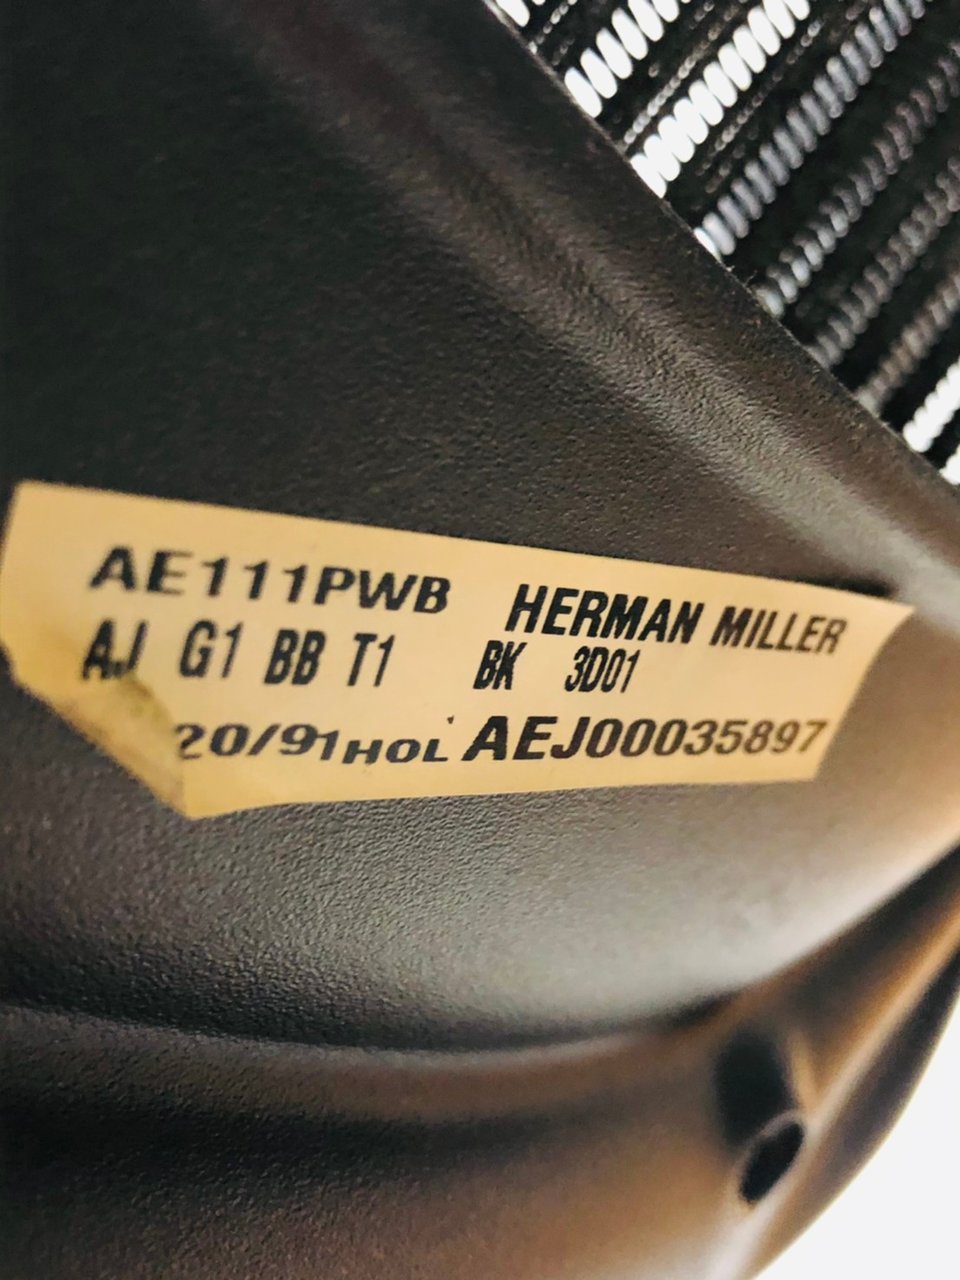 AE111PWB HERMAN MILLER
AJ G1 BB T1 BK 3D01
20/91HOL AEJ00035897